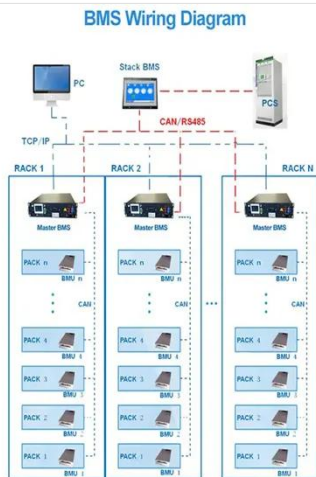 BMS Wiring Diagram
Stack BMS
PC
PCS
CAN/RS485
TCP/IP
RACK 1
RACK 2
RACK N
Master BMS
Master BMS
Master BMS
PACK n
BMU n
PACK n
BMU n
PACK n
BMU n
CAN
CAN
...
CAN
PACK 4
BMU 4
PACK 4
BMU 4
PACK 4
BMU 4
PACK 3
BMU 3
PACK 3
BMU 3
PACK 3
BMU 3
PACK 2
BMU 2
PACK 2
BMU 2
PACK 2
BMU 2
PACK 1
BMU 1
PACK 1
BMU 1
PACK 1
BMU 1